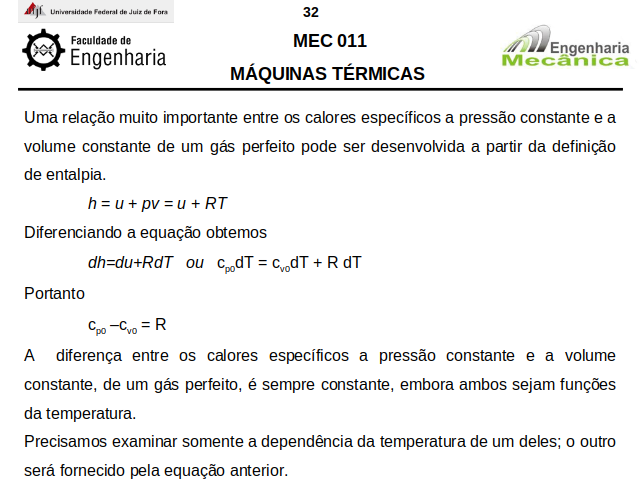 ufjf Universidade Federal de Juiz de Fora
32
Faculdade de
Engenharia
MEC 011
Engenharia
Mecânica
MÁQUINAS TÉRMICAS
Uma relação muito importante entre os calores específicos a pressão constante e a
volume constante de um gás perfeito pode ser desenvolvida a partir da definição
de entalpia.
h = u + pv = u + RT
Diferenciando a equação obtemos
dh=du+RdT ou c_{p0}dT = c_{v0}dT + R dT
Portanto
c_{p0} –c_{v0} = R
A diferença entre os calores específicos a pressão constante e a volume
constante, de um gás perfeito, é sempre constante, embora ambos sejam funções
da temperatura.
Precisamos examinar somente a dependência da temperatura de um deles; o outro
será fornecido pela equação anterior.